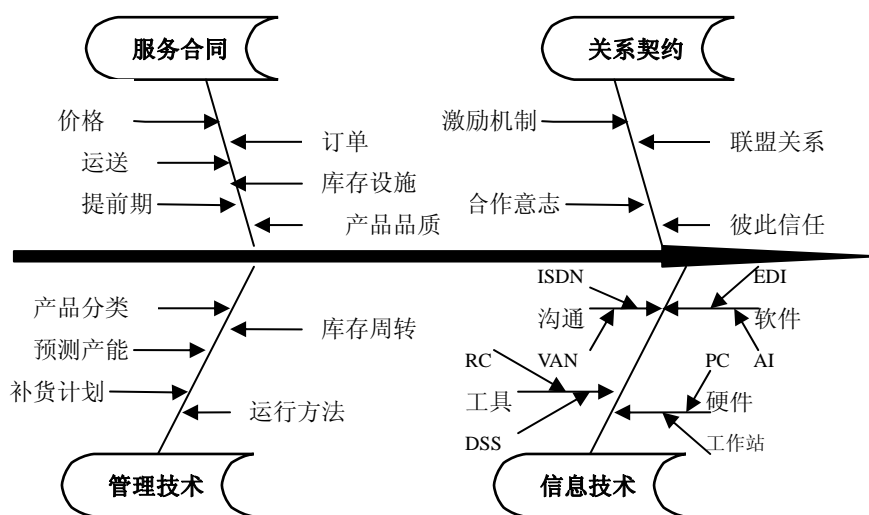 服务合同
关系契约
价格
订单
运送
库存设施
提前期
产品品质
激励机制
联盟关系
合作意志
彼此信任
产品分类
库存周转
预测产能
补货计划
运行方法
ISDN
EDI
沟通
软件
RC
VAN
PC
AI
工具
硬件
DSS
工作站
管理技术
信息技术